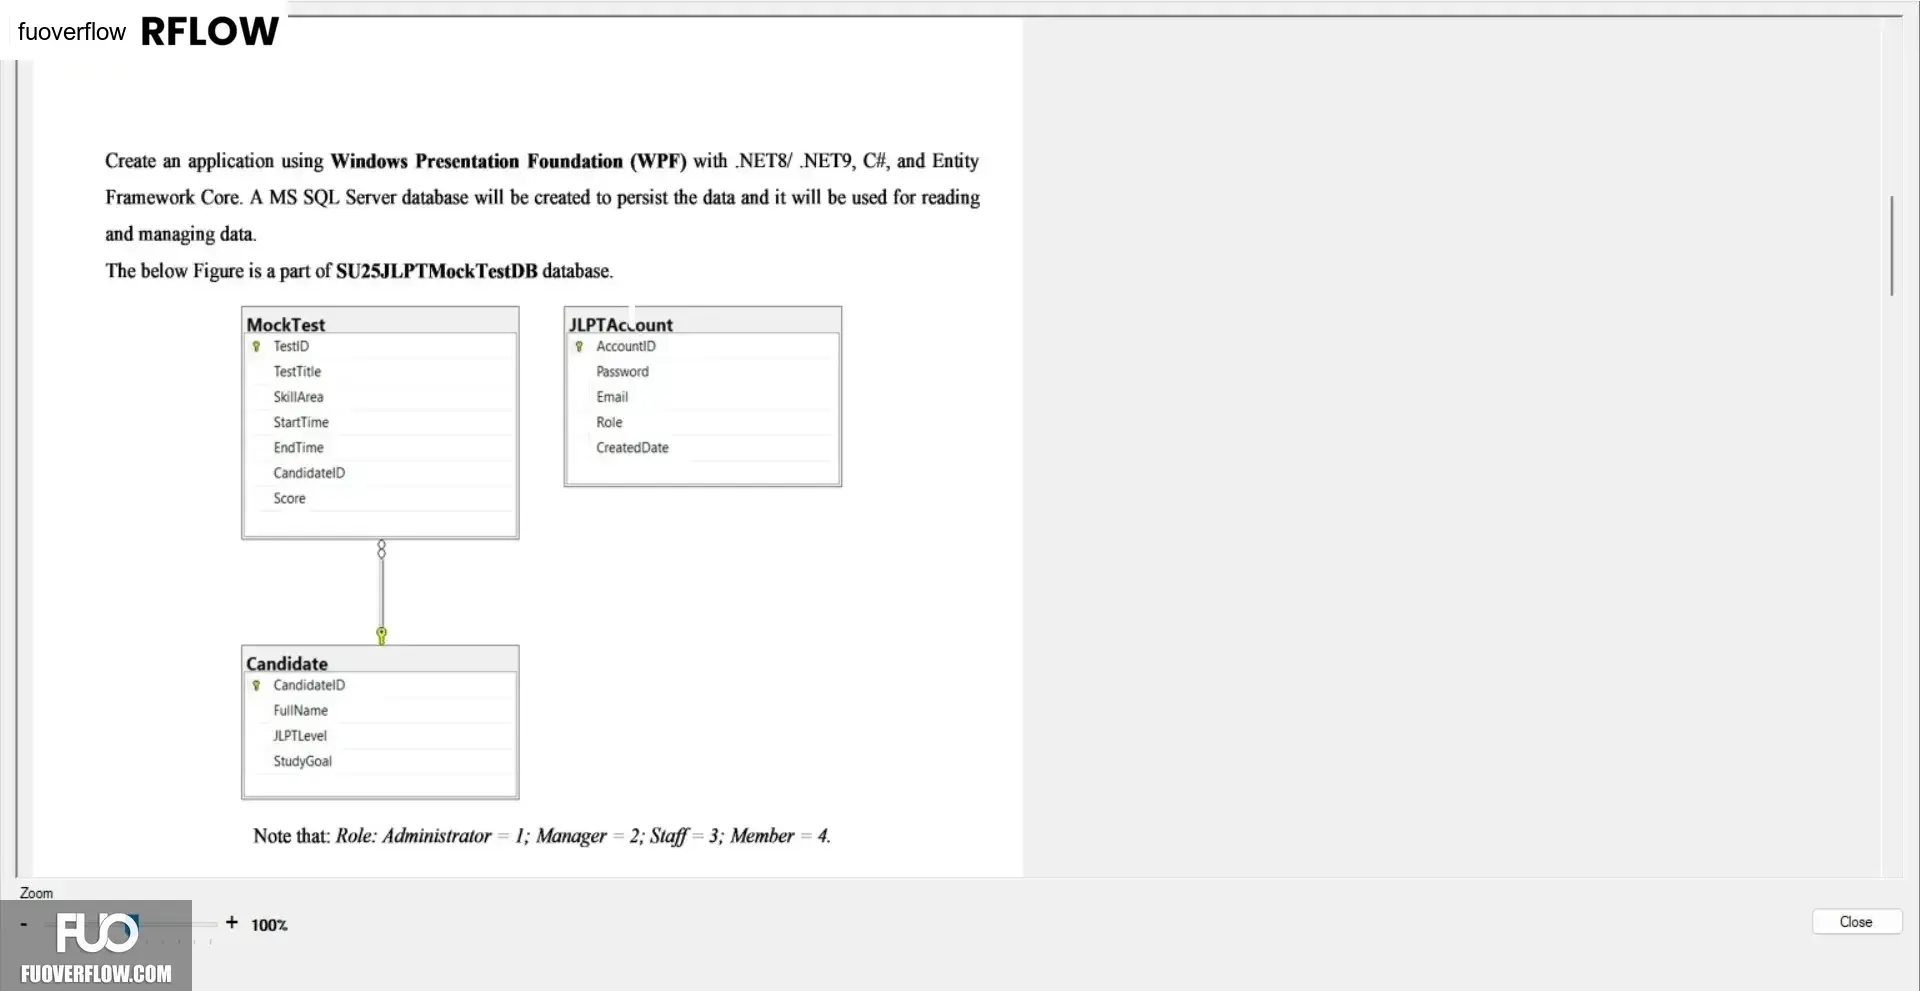 fuoverflow RFLOW
Create an application using Windows Presentation Foundation (WPF) with .NET8/ .NET9, C#, and Entity
Framework Core. A MS SQL Server database will be created to persist the data and it will be used for reading
and managing data.
The below Figure is a part of SU25JLPTMockTestDB database.
MockTest
TestID
TestTitle
SkillArea
StartTime
EndTime
CandidateID
Score
JLPTAccount
AccountID
Password
Email
Role
CreatedDate
Candidate
CandidateID
FullName
JLPTLevel
StudyGoal
Note that: Role: Administrator = 1; Manager = 2; Staff = 3; Member = 4.
Zoom
- + 100%
Close
FUO
FUOVERFLOW.COM